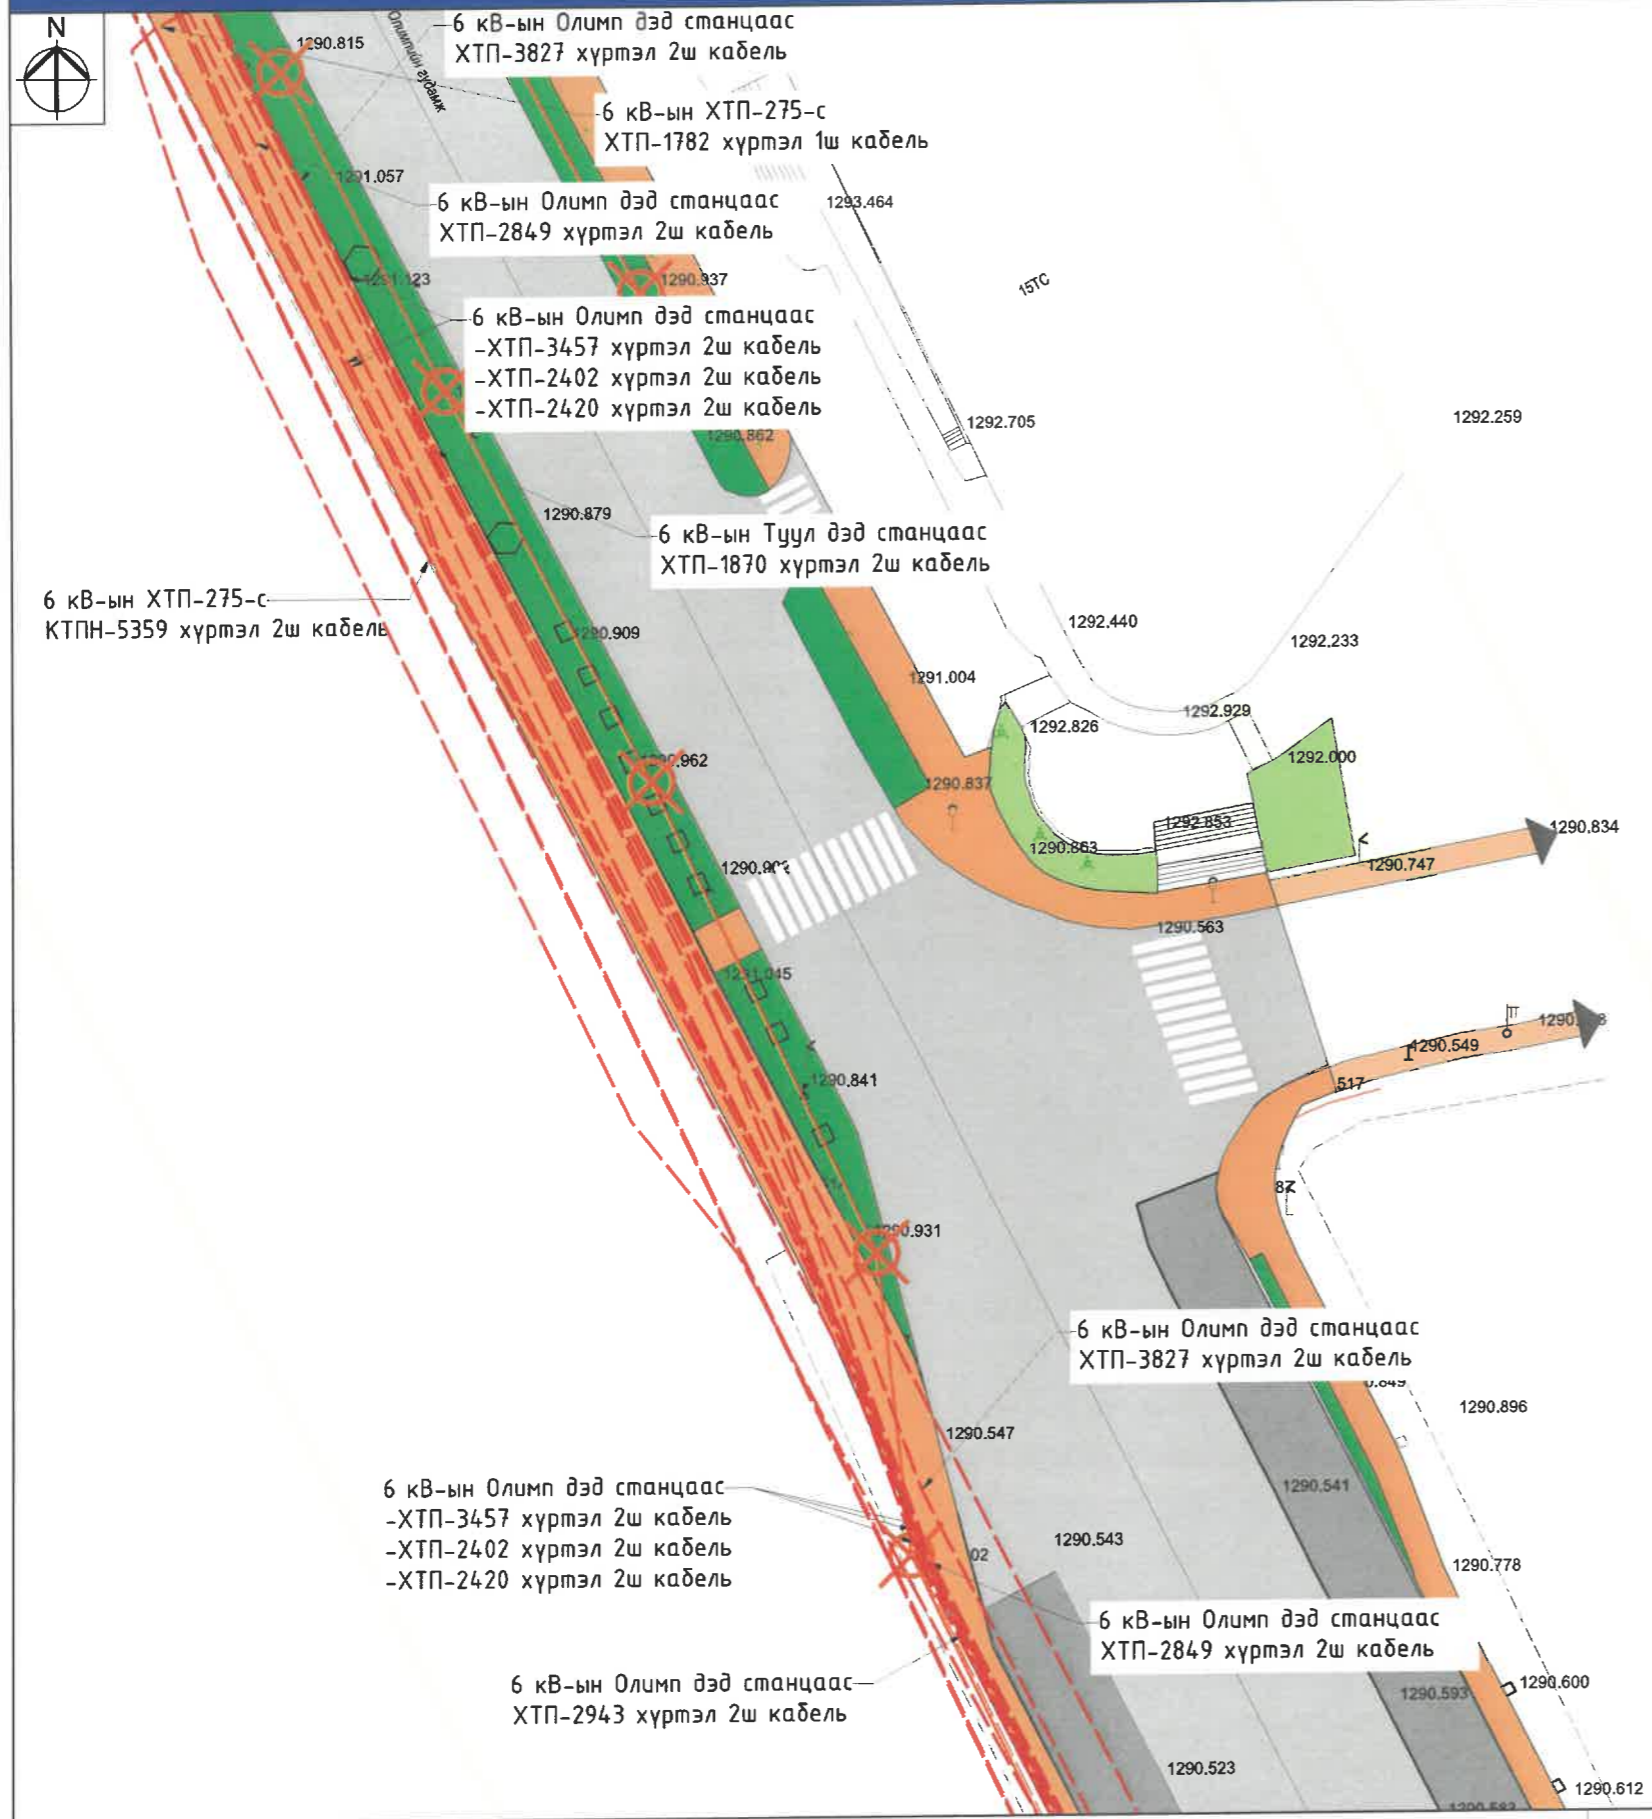 N
6 кВ-ын Олимп дэд станцаас
ХТП-3827 хүртэл 2ш кабель
1290.815
Олимпийн гудамж
6 кВ-ын ХТП-275-с
ХТП-1782 хүртэл 1ш кабель
1291.057
6 кВ-ын Олимп дэд станцаас
ХТП-2849 хүртэл 2ш кабель
1293.464
1290.937
15ТС
6 кВ-ын Олимп дэд станцаас
-ХТП-3457 хүртэл 2ш кабель
-ХТП-2402 хүртэл 2ш кабель
-ХТП-2420 хүртэл 2ш кабель
1290.862
1292.705
1292.259
1290.879
6 кВ-ын Туул дэд станцаас
ХТП-1870 хүртэл 2ш кабель
6 кВ-ын ХТП-275-с
КТПН-5359 хүртэл 2ш кабель
1290.909
1292.440
1292.233
1291.004
1292.929
1292.826
1292.000
1290.837
1292.853
1290.834
1290.863
1290.747
1290.563
1290.549
517
1290.841
87
6 кВ-ын Олимп дэд станцаас
ХТП-3827 хүртэл 2ш кабель
1290.896
1290.547
6 кВ-ын Олимп дэд станцаас
-ХТП-3457 хүртэл 2ш кабель
-ХТП-2402 хүртэл 2ш кабель
-ХТП-2420 хүртэл 2ш кабель
1290.541
1290.543
02
1290.778
6 кВ-ын Олимп дэд станцаас
ХТП-2849 хүртэл 2ш кабель
6 кВ-ын Олимп дэд станцаас
ХТП-2943 хүртэл 2ш кабель
1290.593
1290.600
1290.523
1290.612